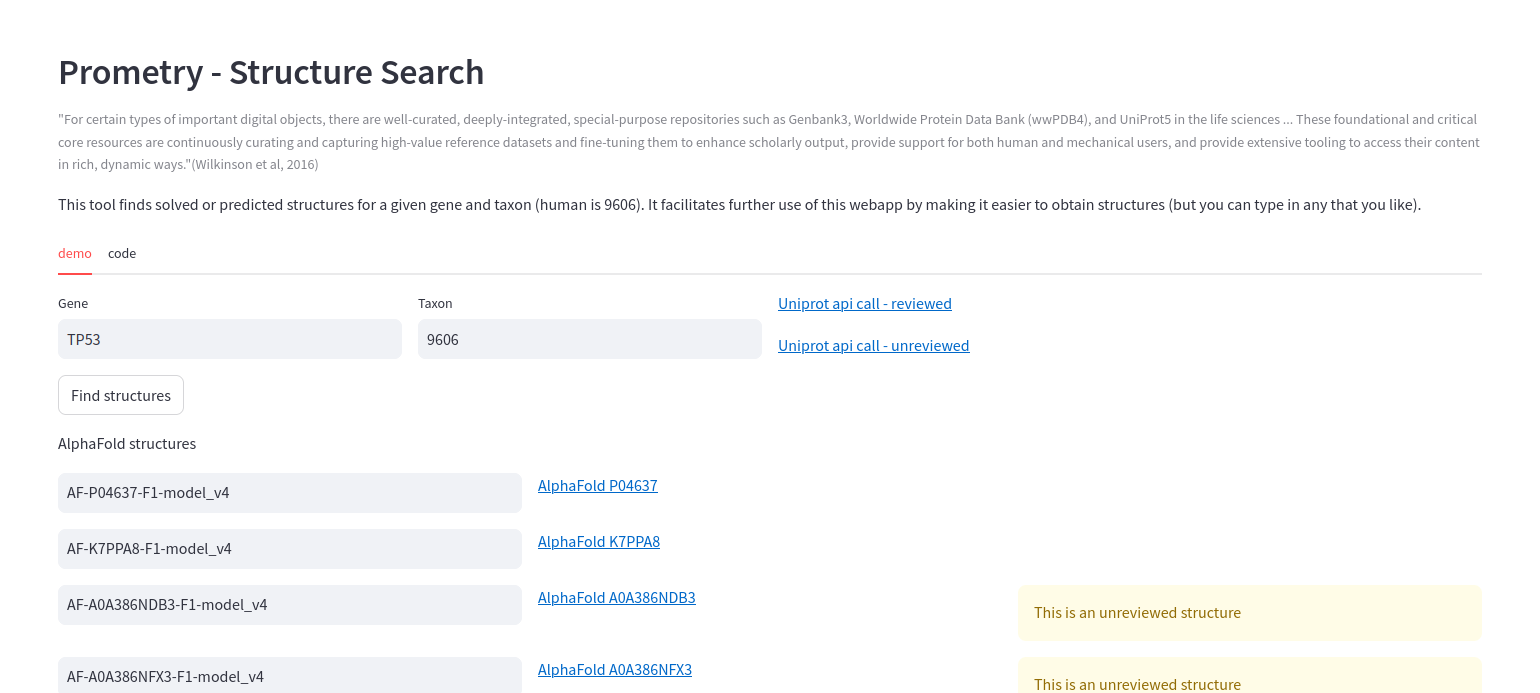 Prometry - Structure Search
"For certain types of important digital objects, there are well-curated, deeply-integrated, special-purpose repositories such as Genbank3, Worldwide Protein Data Bank (wwPDB4), and UniProt5 in the life sciences ... These foundational and critical
core resources are continuously curating and capturing high-value reference datasets and fine-tuning them to enhance scholarly output, provide support for both human and mechanical users, and provide extensive tooling to access their content
in rich, dynamic ways."(Wilkinson et al, 2016)
This tool finds solved or predicted structures for a given gene and taxon (human is 9606). It facilitates further use of this webapp by making it easier to obtain structures (but you can type in any that you like).
demo code
Gene Taxon Uniprot api call - reviewed
TP53 9606 Uniprot api call - unreviewed
Find structures
AlphaFold structures
AF-P04637-F1-model_v4 AlphaFold P04637
AF-K7PPA8-F1-model_v4 AlphaFold K7PPA8
AF-A0A386NDB3-F1-model_v4 AlphaFold A0A386NDB3 This is an unreviewed structure
AF-A0A386NFX3-F1-model_v4 AlphaFold A0A386NFX3 This is an unreviewed structure